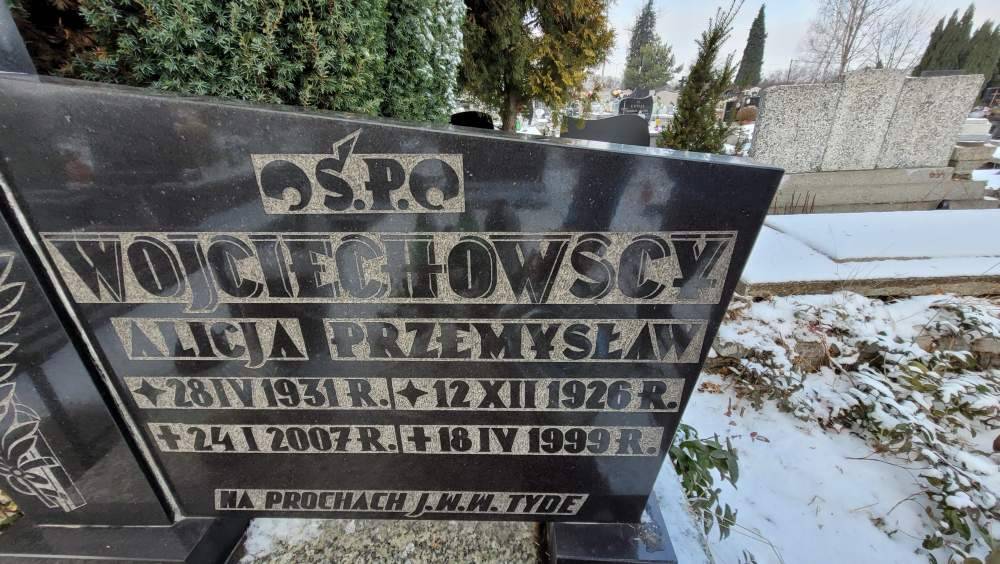 Ś.P.
WOJCIECHOWSCY
ALICJA PRZEMYSŁAW
28 IV 1931 R. 12 XII 1926 R.
24 I 2007 R. 18 IV 1999 R.
NA PROCHACH J.W.W. TYDE